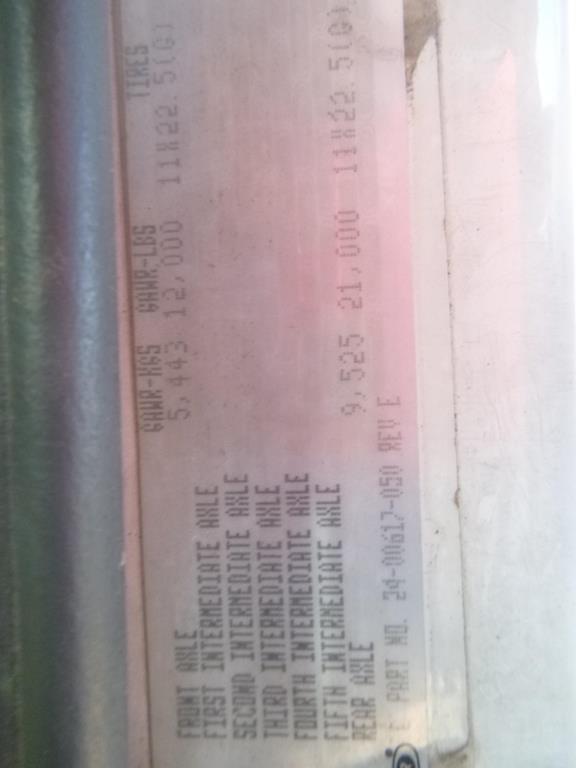 GAWR-KGS GAWR-LBS TIRES
FRONT AXLE 5,443 12,000 11R22.5(G)
FIRST INTERMEDIATE AXLE
SECOND INTERMEDIATE AXLE
THIRD INTERMEDIATE AXLE
FOURTH INTERMEDIATE AXLE
FIFTH INTERMEDIATE AXLE
REAR AXLE 9,525 21,000 11R22.5(G)
PART NO. 24-00617-050 REV E